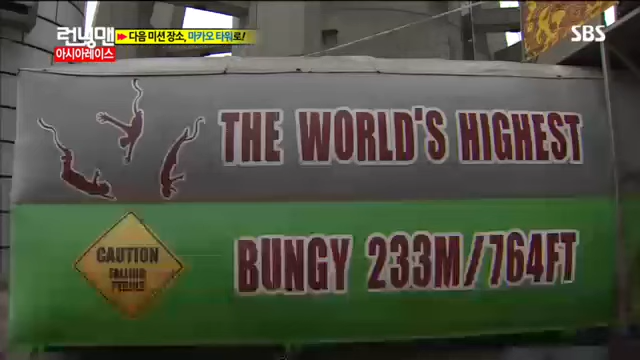 런닝맨
아시아레이스
다음 미션 장소, 마카오 타워로!
SBS
THE WORLD'S HIGHEST
BUNGY 233M/764FT
CAUTION
FALLING